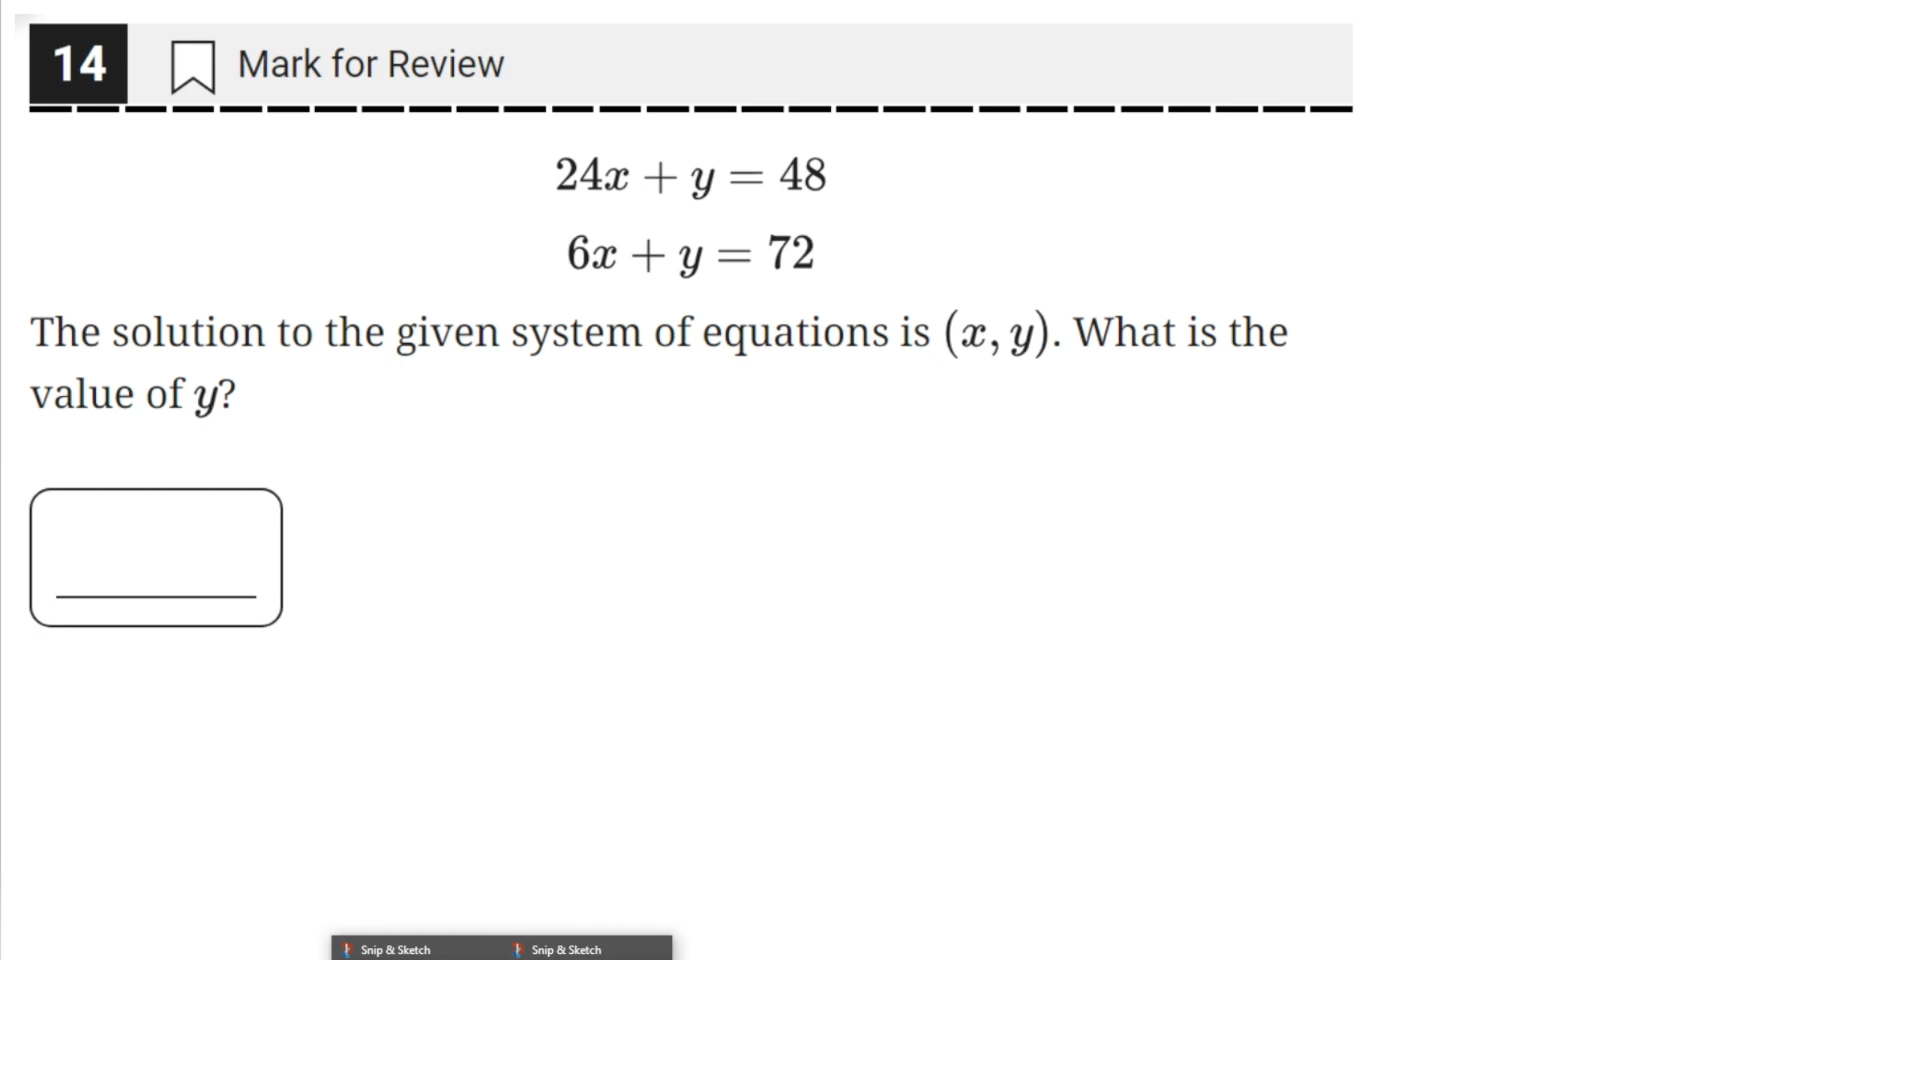 14 Mark for Review
24x + y = 48
6x + y = 72
The solution to the given system of equations is (x, y). What is the
value of y?
Snip & Sketch Snip & Sketch